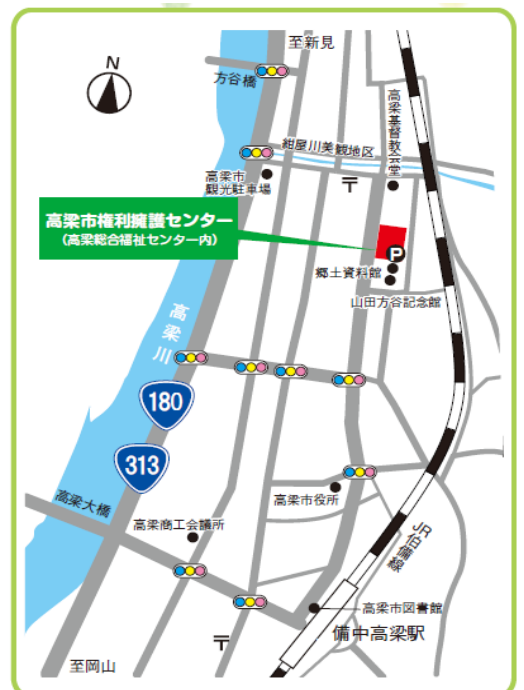 至新見
N
方谷橋
高梁基督教会堂
紺屋川美観地区
高梁市
観光駐車場
〒
高梁市権利擁護センター
(高梁総合福祉センター内)
P
郷土資料館
山田方谷記念館
高梁川
180
313
高梁市役所
高梁大橋
高梁商工会議所
JR伯備線
高梁市図書館
備中高梁駅
〒
至岡山